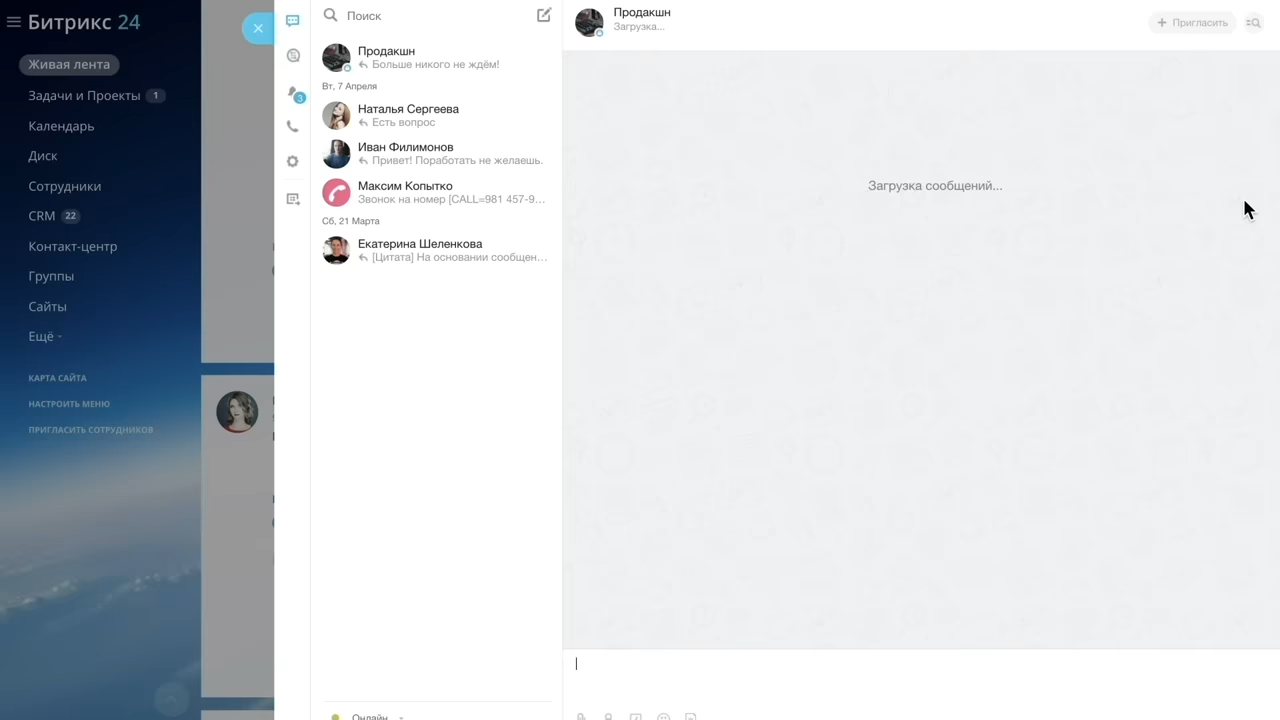 Битрикс 24
Живая лента
Задачи и Проекты 1
Календарь
Диск
Сотрудники
CRM 22
Контакт-центр
Группы
Сайты
Ещё
КАРТА САЙТА
НАСТРОИТЬ МЕНЮ
ПРИГЛАСИТЬ СОТРУДНИКОВ
3
Поиск
Продакшн
Больше никого не ждём!
Вт, 7 Апреля
Наталья Сергеева
Есть вопрос
Иван Филимонов
Привет! Поработать не желаешь.
Максим Копытко
Звонок на номер [CALL=981 457-9...
Сб, 21 Марта
Екатерина Шеленкова
[Цитата] На основании сообщен...
Онлайн
Продакшн
Загрузка...
+ Пригласить
Загрузка сообщений...